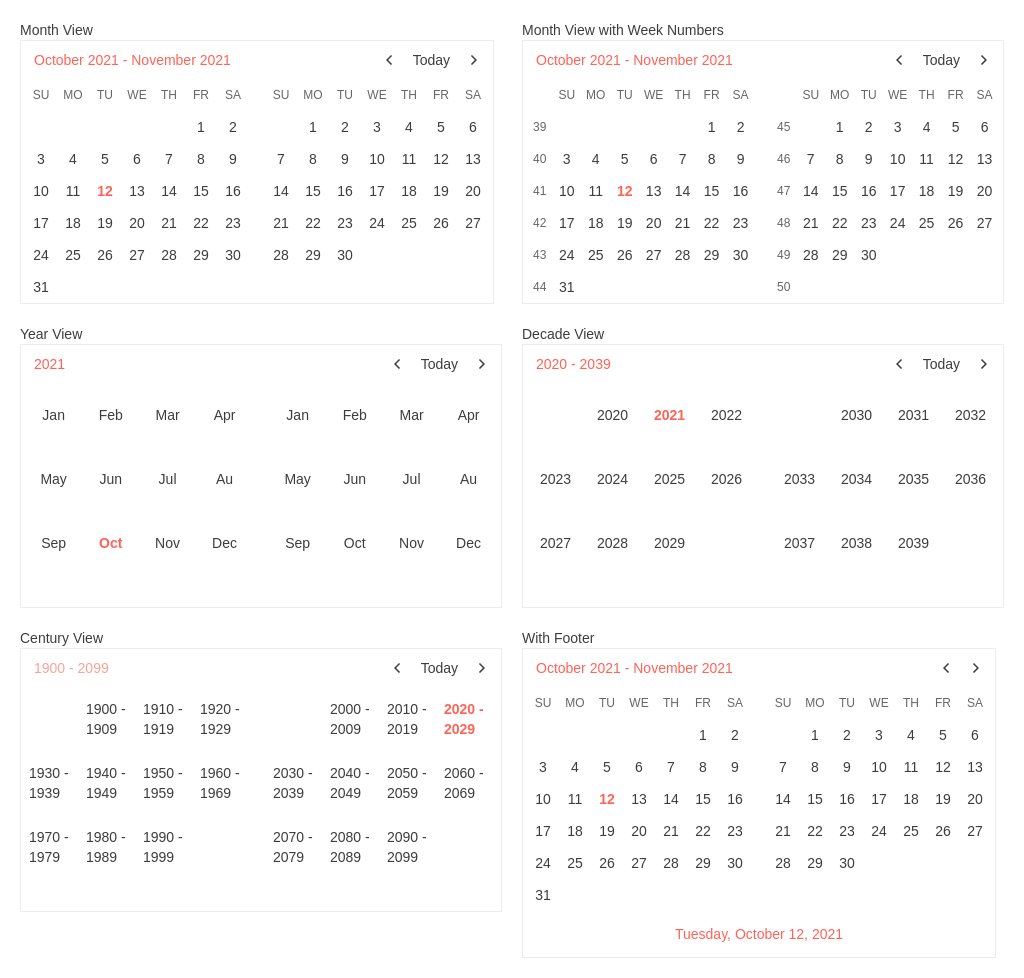 Month View
October 2021 - November 2021 Today
SU MO TU WE TH FR SA SU MO TU WE TH FR SA
1 2 1 2 3 4 5 6
3 4 5 6 7 8 9 7 8 9 10 11 12 13
10 11 12 13 14 15 16 14 15 16 17 18 19 20
17 18 19 20 21 22 23 21 22 23 24 25 26 27
24 25 26 27 28 29 30 28 29 30
31
Month View with Week Numbers
October 2021 - November 2021 Today
SU MO TU WE TH FR SA SU MO TU WE TH FR SA
39 1 2 45 1 2 3 4 5 6
40 3 4 5 6 7 8 9 46 7 8 9 10 11 12 13
41 10 11 12 13 14 15 16 47 14 15 16 17 18 19 20
42 17 18 19 20 21 22 23 48 21 22 23 24 25 26 27
43 24 25 26 27 28 29 30 49 28 29 30
44 31 50
Year View
2021 Today
Jan Feb Mar Apr Jan Feb Mar Apr
May Jun Jul Au May Jun Jul Au
Sep Oct Nov Dec Sep Oct Nov Dec
Decade View
2020 - 2039 Today
2020 2021 2022 2030 2031 2032
2023 2024 2025 2026 2033 2034 2035 2036
2027 2028 2029 2037 2038 2039
Century View
1900 - 2099 Today
1900 - 1910 - 1920 - 2000 - 2010 - 2020 -
1909 1919 1929 2009 2019 2029
1930 - 1940 - 1950 - 1960 - 2030 - 2040 - 2050 - 2060 -
1939 1949 1959 1969 2039 2049 2059 2069
1970 - 1980 - 1990 - 2070 - 2080 - 2090 -
1979 1989 1999 2079 2089 2099
With Footer
October 2021 - November 2021
SU MO TU WE TH FR SA SU MO TU WE TH FR SA
1 2 1 2 3 4 5 6
3 4 5 6 7 8 9 7 8 9 10 11 12 13
10 11 12 13 14 15 16 14 15 16 17 18 19 20
17 18 19 20 21 22 23 21 22 23 24 25 26 27
24 25 26 27 28 29 30 28 29 30
31
Tuesday, October 12, 2021